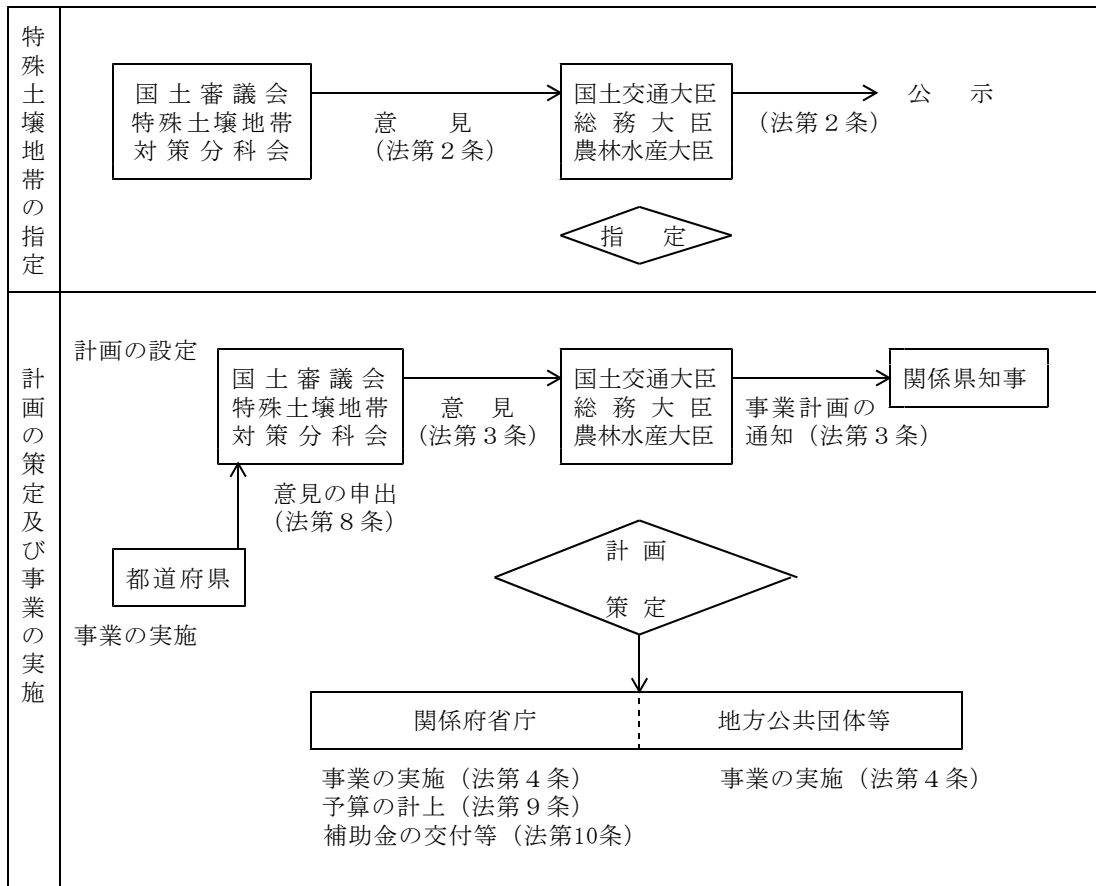 特殊土壌地帯の指定
国土審議会
特殊土壌地帯
対策分科会
意見
(法第2条)
国土交通大臣
総務大臣
農林水産大臣
(法第2条)
公示
指定
計画の策定及び事業の実施
計画の設定
国土審議会
特殊土壌地帯
対策分科会
意見
(法第3条)
国土交通大臣
総務大臣
農林水産大臣
事業計画の
通知(法第3条)
関係県知事
意見の申出
(法第8条)
都道府県
計画
策定
事業の実施
関係府省庁
地方公共団体等
事業の実施(法第4条)
予算の計上(法第9条)
補助金の交付等(法第10条)
事業の実施(法第4条)